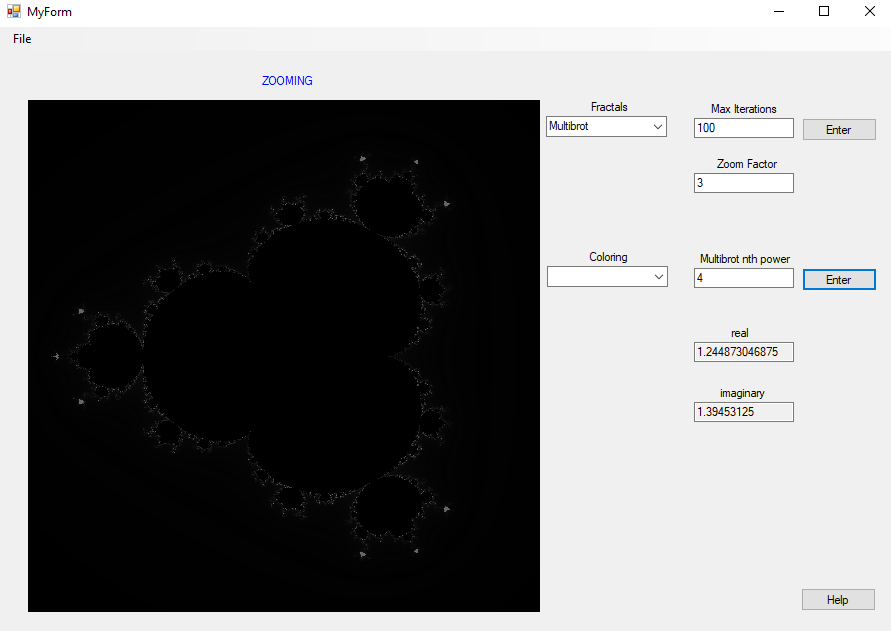 MyForm
File
ZOOMING
Fractals
Multibrot
Max Iterations
100
Enter
Zoom Factor
3
Coloring
Multibrot nth power
4
Enter
real
1.244873046875
imaginary
1.39453125
Help